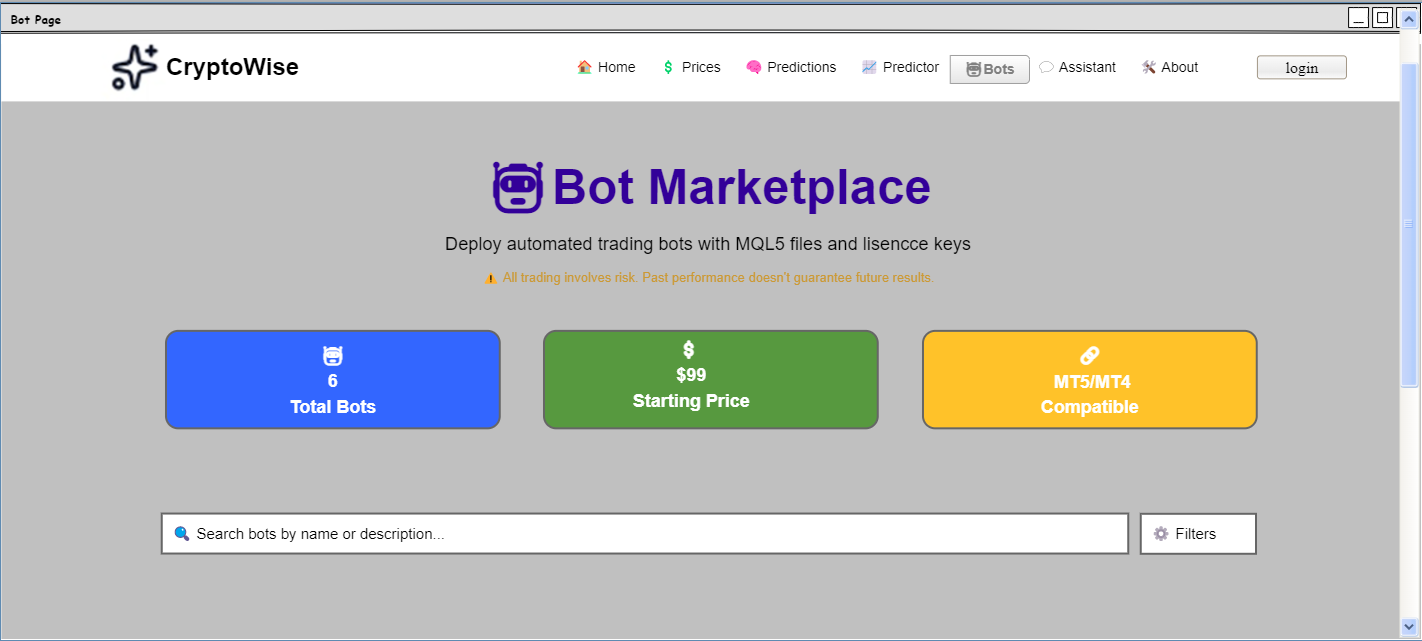 Bot Page
CryptoWise
Home Prices Predictions Predictor Bots Assistant About login
Bot Marketplace
Deploy automated trading bots with MQL5 files and lisencce keys
All trading involves risk. Past performance doesn't guarantee future results.
6
Total Bots
$
$99
Starting Price
MT5/MT4
Compatible
Search bots by name or description...
Filters